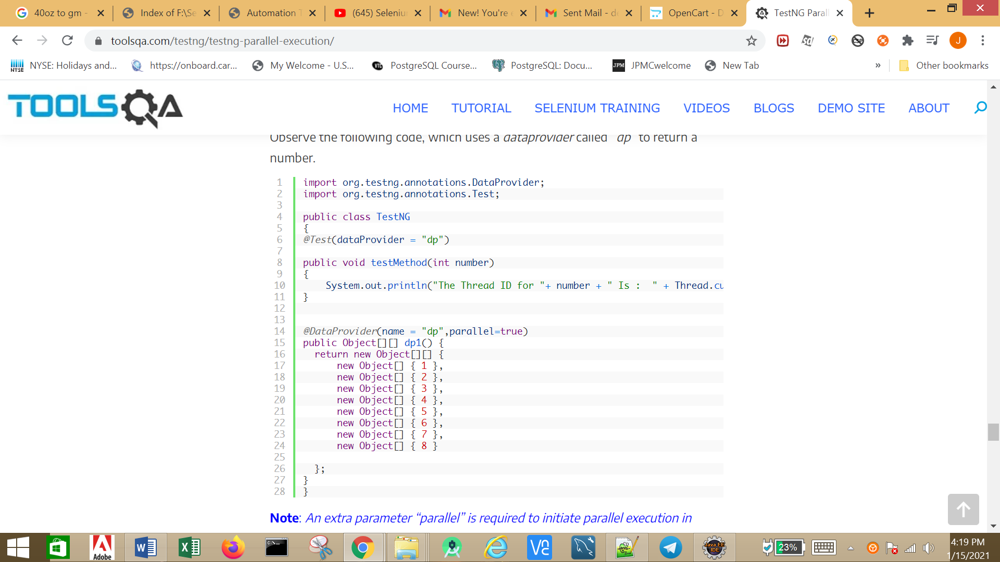 40oz to gm -
Index of F:\Se
Automation T
(645) Seleniu
New! You're e
Sent Mail - de
OpenCart - D
TestNG Paral
toolsqa.com/testng/testng-parallel-execution/
J
NYSE: Holidays and...
https://onboard.car...
My Welcome - U.S...
PostgreSQL Course...
PostgreSQL: Docu...
JPM
JPMCwelcome
New Tab
»
Other bookmarks
TOOLSQA
HOME
TUTORIAL
SELENIUM TRAINING
VIDEOS
BLOGS
DEMO SITE
ABOUT
Observe the following code, which uses a dataprovider called "dp" to return a
number.
1 import org.testng.annotations.DataProvider;
2 import org.testng.annotations.Test;
3
4 public class TestNG
5 {
6 @Test(dataProvider = "dp")
7
8 public void testMethod(int number)
9 {
10 System.out.println("The Thread ID for "+ number + " Is :  " + Thread.cu
11 }
12
13
14 @DataProvider(name = "dp",parallel=true)
15 public Object[][] dp1() {
16 return new Object[][] {
17 new Object[] { 1 },
18 new Object[] { 2 },
19 new Object[] { 3 },
20 new Object[] { 4 },
21 new Object[] { 5 },
22 new Object[] { 6 },
23 new Object[] { 7 },
24 new Object[] { 8 }
25
26 };
27 }
28 }
Note: An extra parameter “parallel” is required to initiate parallel execution in
Adobe
Java EE
IDE
23%
4:19 PM
1/15/2021